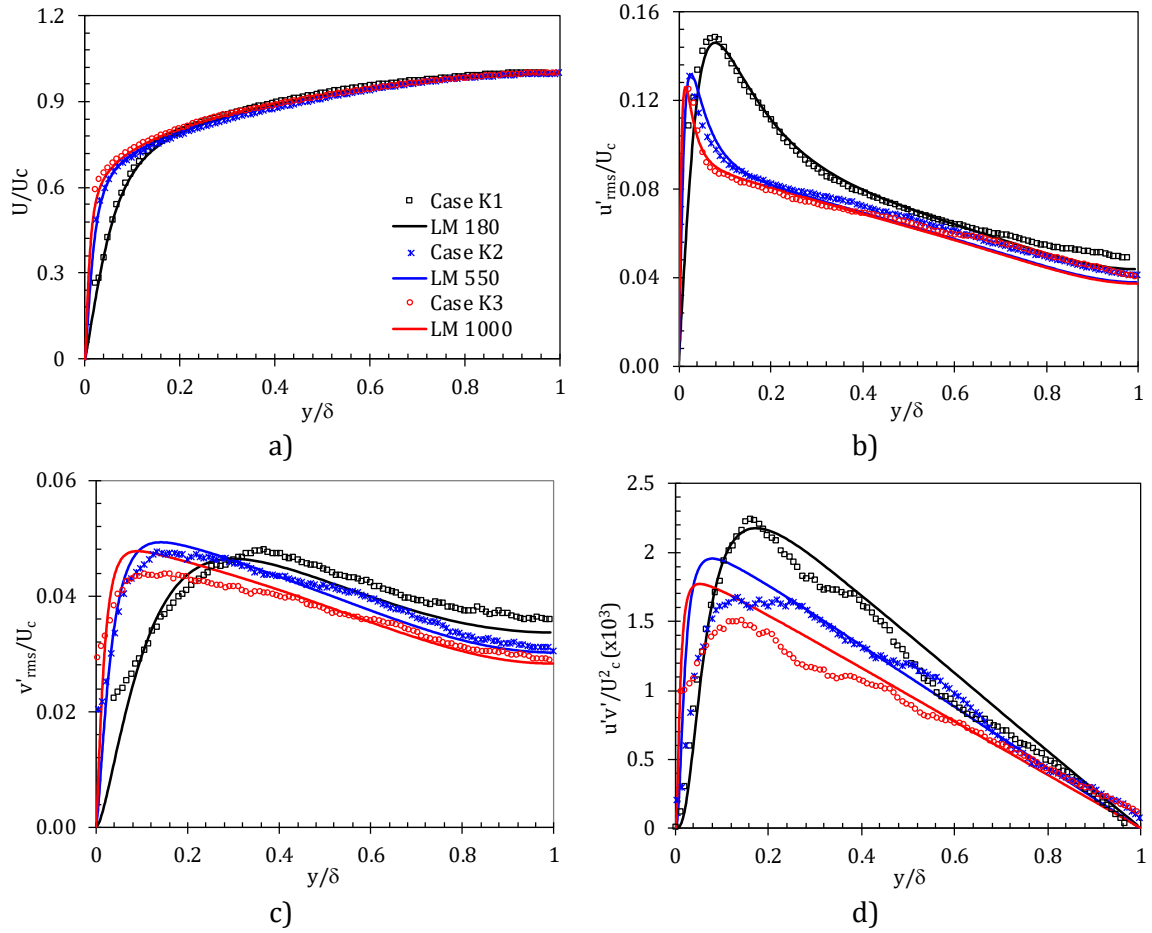 1.2
0.9
0.6
0.3
0
U/Uc
0
0.2
0.4
0.6
0.8
1
y/δ
Case K1
LM 180
Case K2
LM 550
Case K3
LM 1000
a)
0.16
0.12
0.08
0.04
0.00
u'rms/Uc
0
0.2
0.4
0.6
0.8
1
y/δ
b)
0.06
0.04
0.02
0.00
v'rms/Uc
0
0.2
0.4
0.6
0.8
1
y/δ
c)
2.5
2
1.5
1
0.5
0
u'v'/U²c (x10³)
0
0.2
0.4
0.6
0.8
1
y/δ
d)